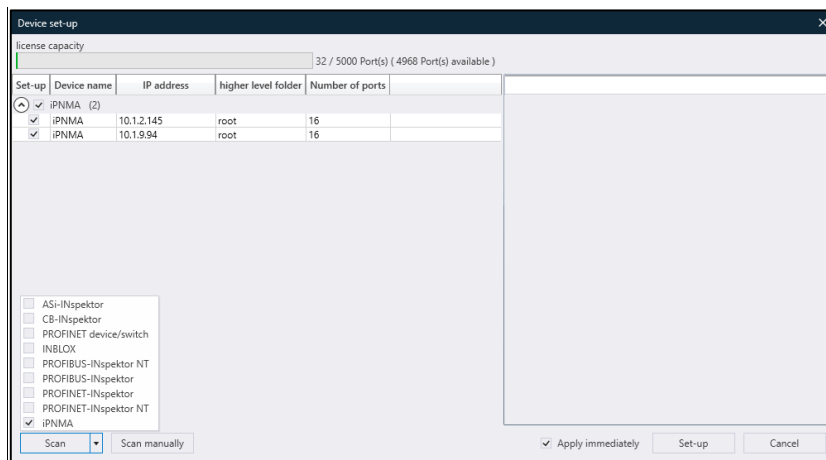 Device set-up
license capacity
32 / 5000 Port(s) ( 4968 Port(s) available )
Set-up Device name IP address higher level folder Number of ports
iPNMA (2)
iPNMA 10.1.2.145 root 16
iPNMA 10.1.9.94 root 16
ASi-INspektor
CB-INspektor
PROFINET device/switch
INBLOX
PROFIBUS-INspektor NT
PROFIBUS-INspektor
PROFINET-INspektor
PROFINET-INspektor NT
iPNMA
Scan Scan manually Apply immediately Set-up Cancel